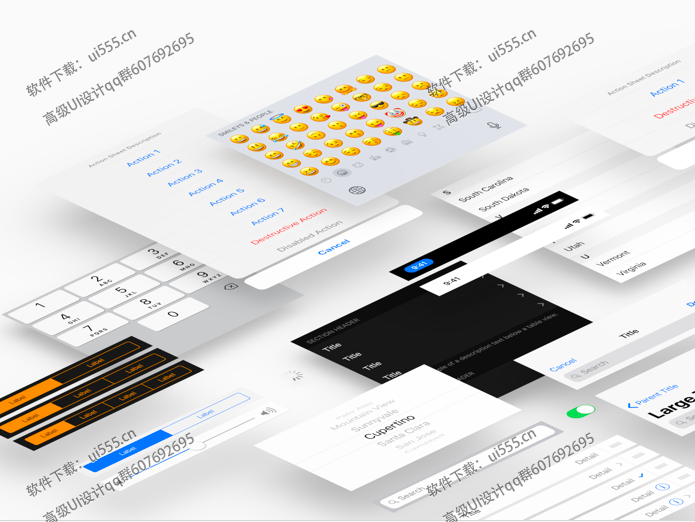 软件下载：ui555.cn
高级UI设计qq群607692695
软件下载：ui555.cn
高级UI设计qq群607692695
SMILEYS & PEOPLE
Action Sheet Description
Action 1
Action 2
Action 3
Action 4
Action 5
Action 6
Action 7
Destructive Action
Disabled Action
Cancel
Action Sheet Description
Action 1
Destructive
S
South Carolina
South Dakota
Utah
U
Vermont
Virginia
1
2
ABC
3
DEF
4
GHI
5
JKL
6
MNO
7
PQRS
8
TUV
9
WXYZ
0
9:41
9:41
SECTION HEADER
Title
Title
Title
Title
of a description text below a table view.
Title
Cancel
Search
Parent Title
Large
Label
Label
Label
Label
Label
Label
Label
Label
Label
Label
Label
Mountain View
Sunnyvale
Cupertino
Santa Clara
San Jose
Search
Detail
Detail
Detail
Detail
软件下载：ui555.cn
高级UI设计qq群607692695
软件下载：ui555.cn
高级UI设计qq群607692695